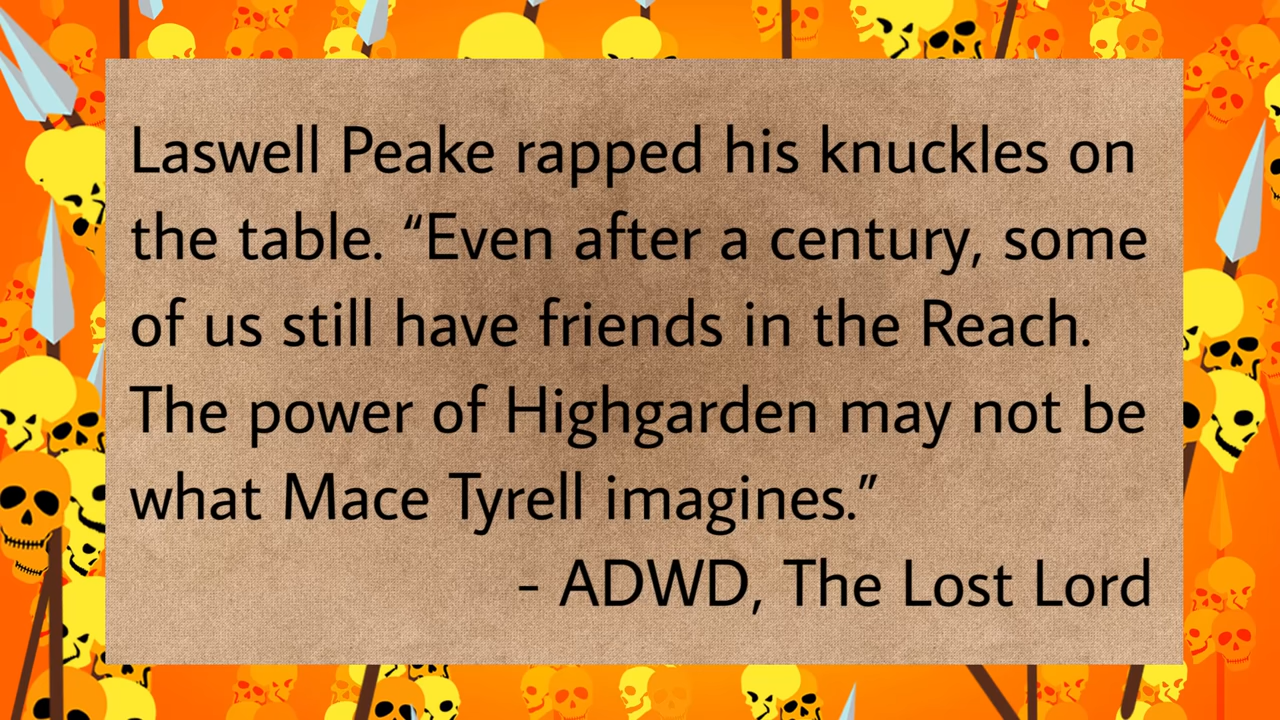 Laswell Peake rapped his knuckles on
the table. “Even after a century, some
of us still have friends in the Reach.
The power of Highgarden may not be
what Mace Tyrell imagines.”
- ADWD, The Lost Lord